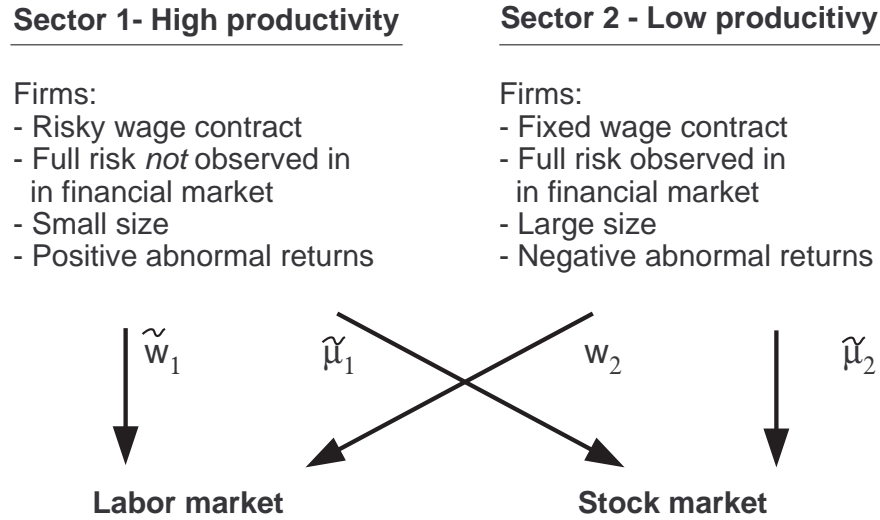 Sector 1- High productivity
Firms:
- Risky wage contract
- Full risk not observed in
in financial market
- Small size
- Positive abnormal returns
Sector 2 - Low producitivy
Firms:
- Fixed wage contract
- Full risk observed in
in financial market
- Large size
- Negative abnormal returns
w̃₁
μ̃₁
w₂
μ̃₂
Labor market
Stock market